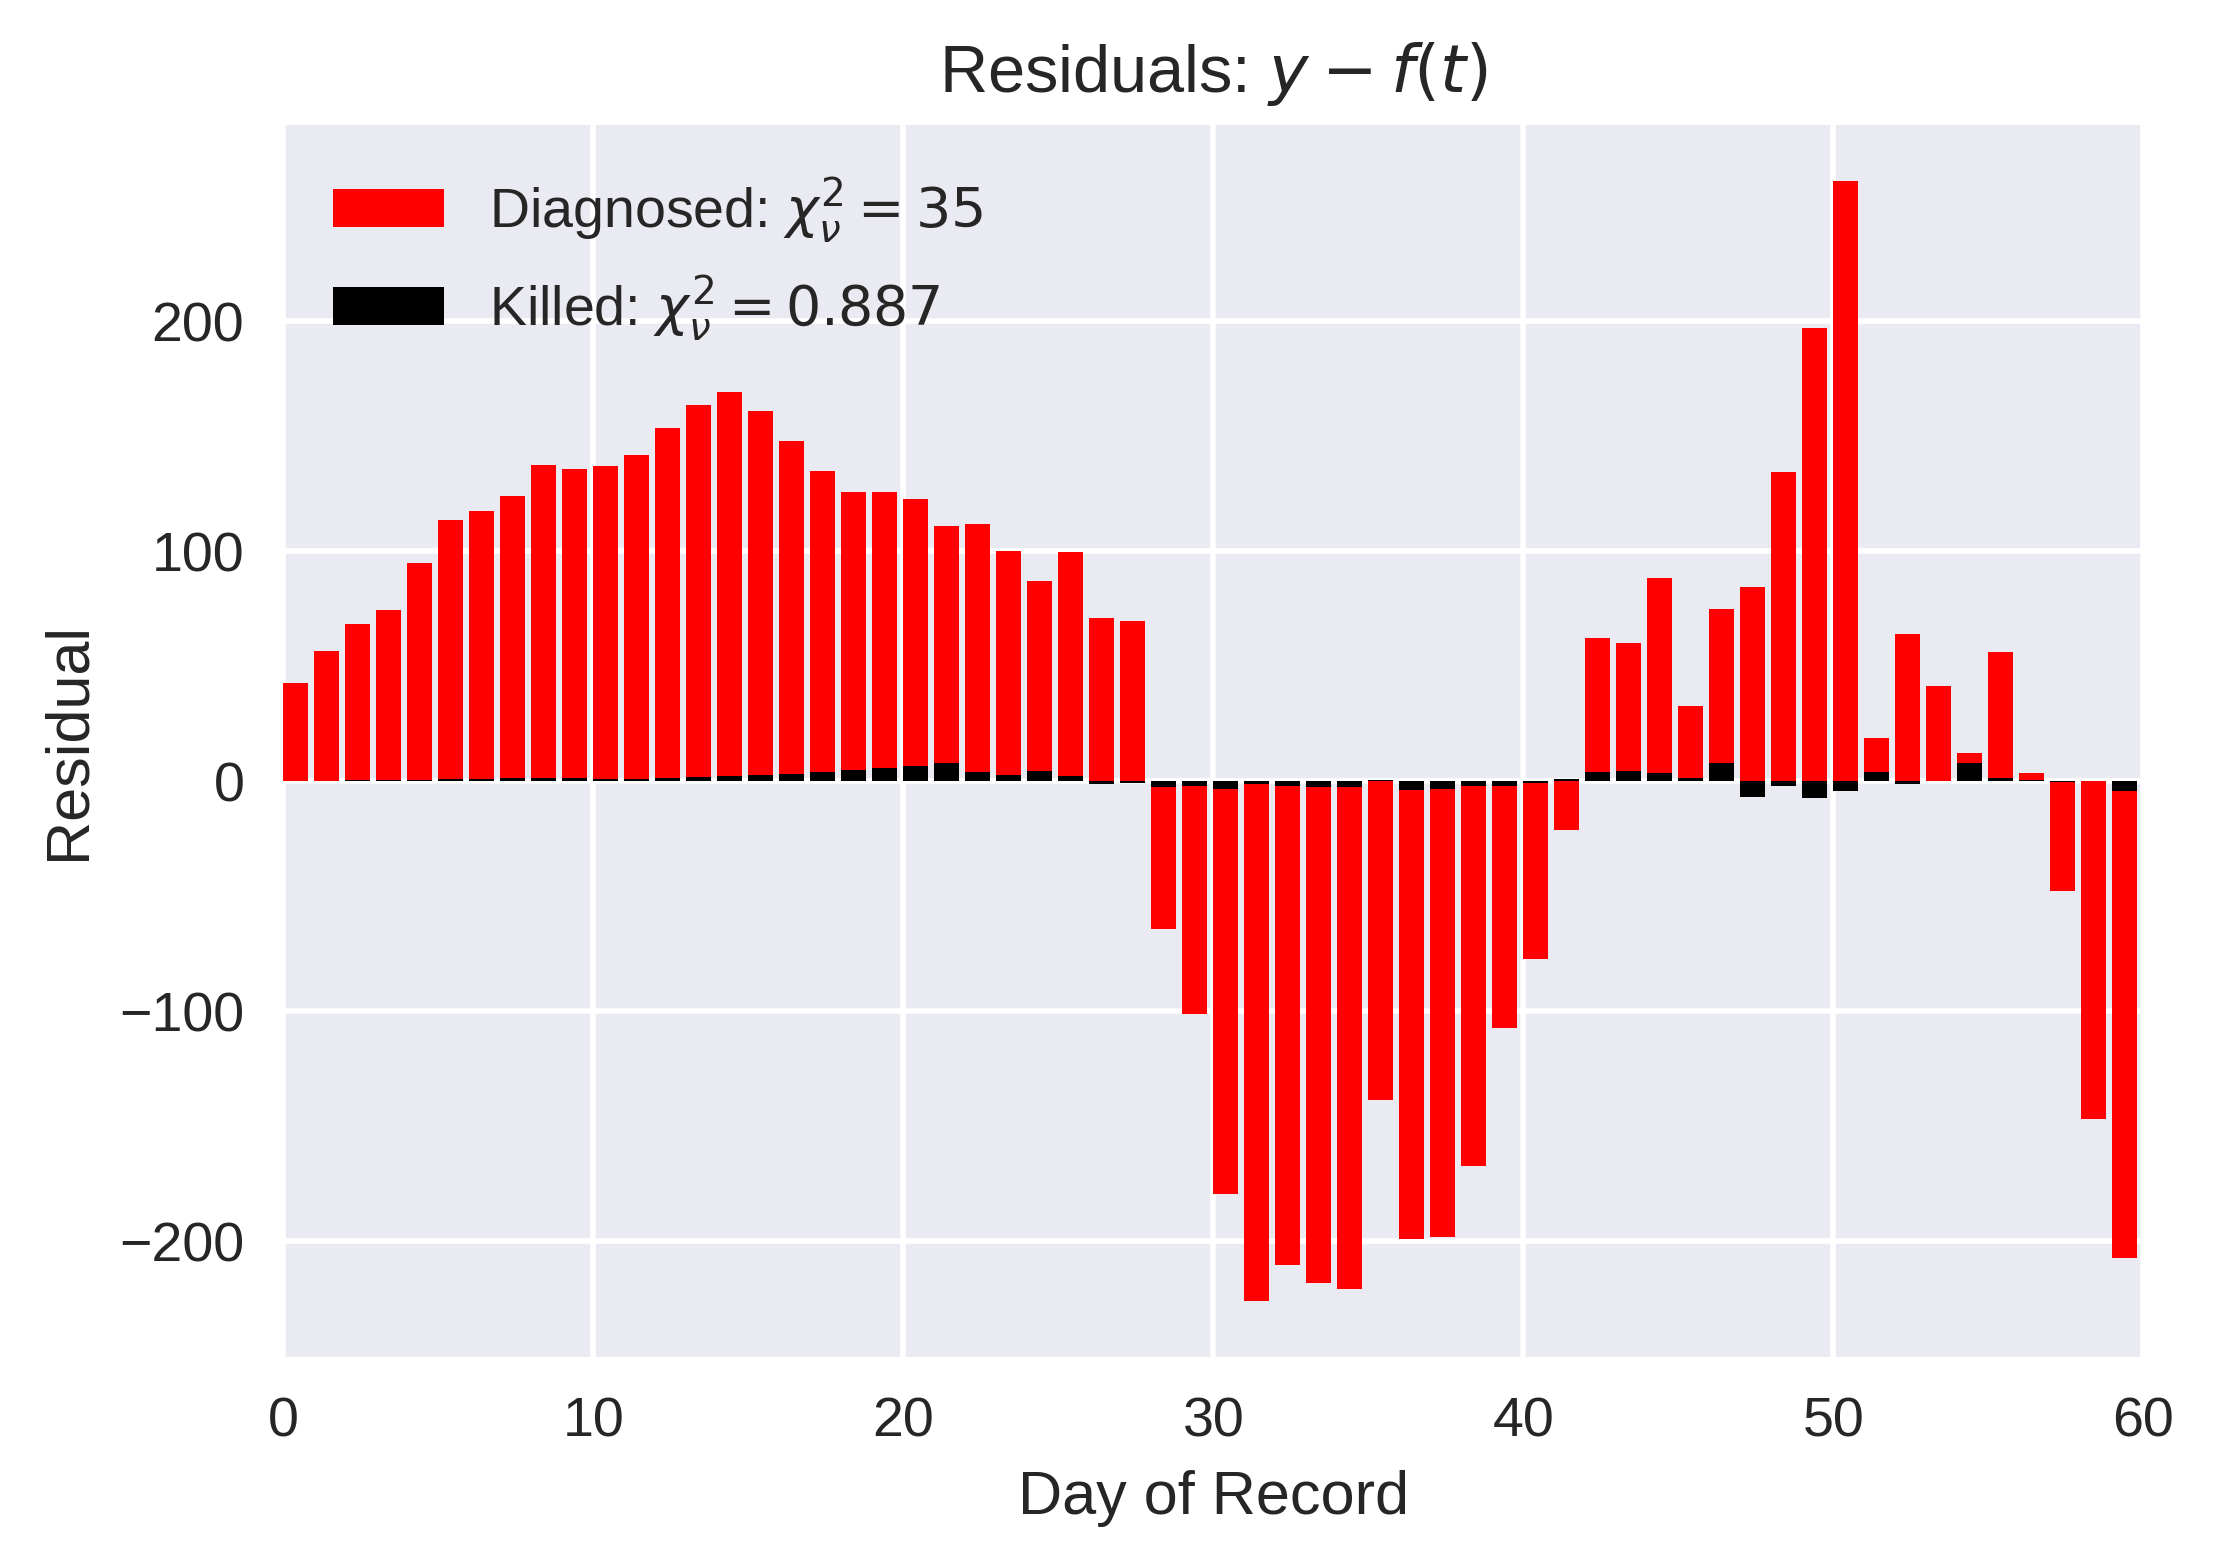 Residuals: y − f(t)
Diagnosed: χ²ᵥ = 35
Killed: χ²ᵥ = 0.887
200
100
0
−100
−200
Residual
0 10 20 30 40 50 60
Day of Record